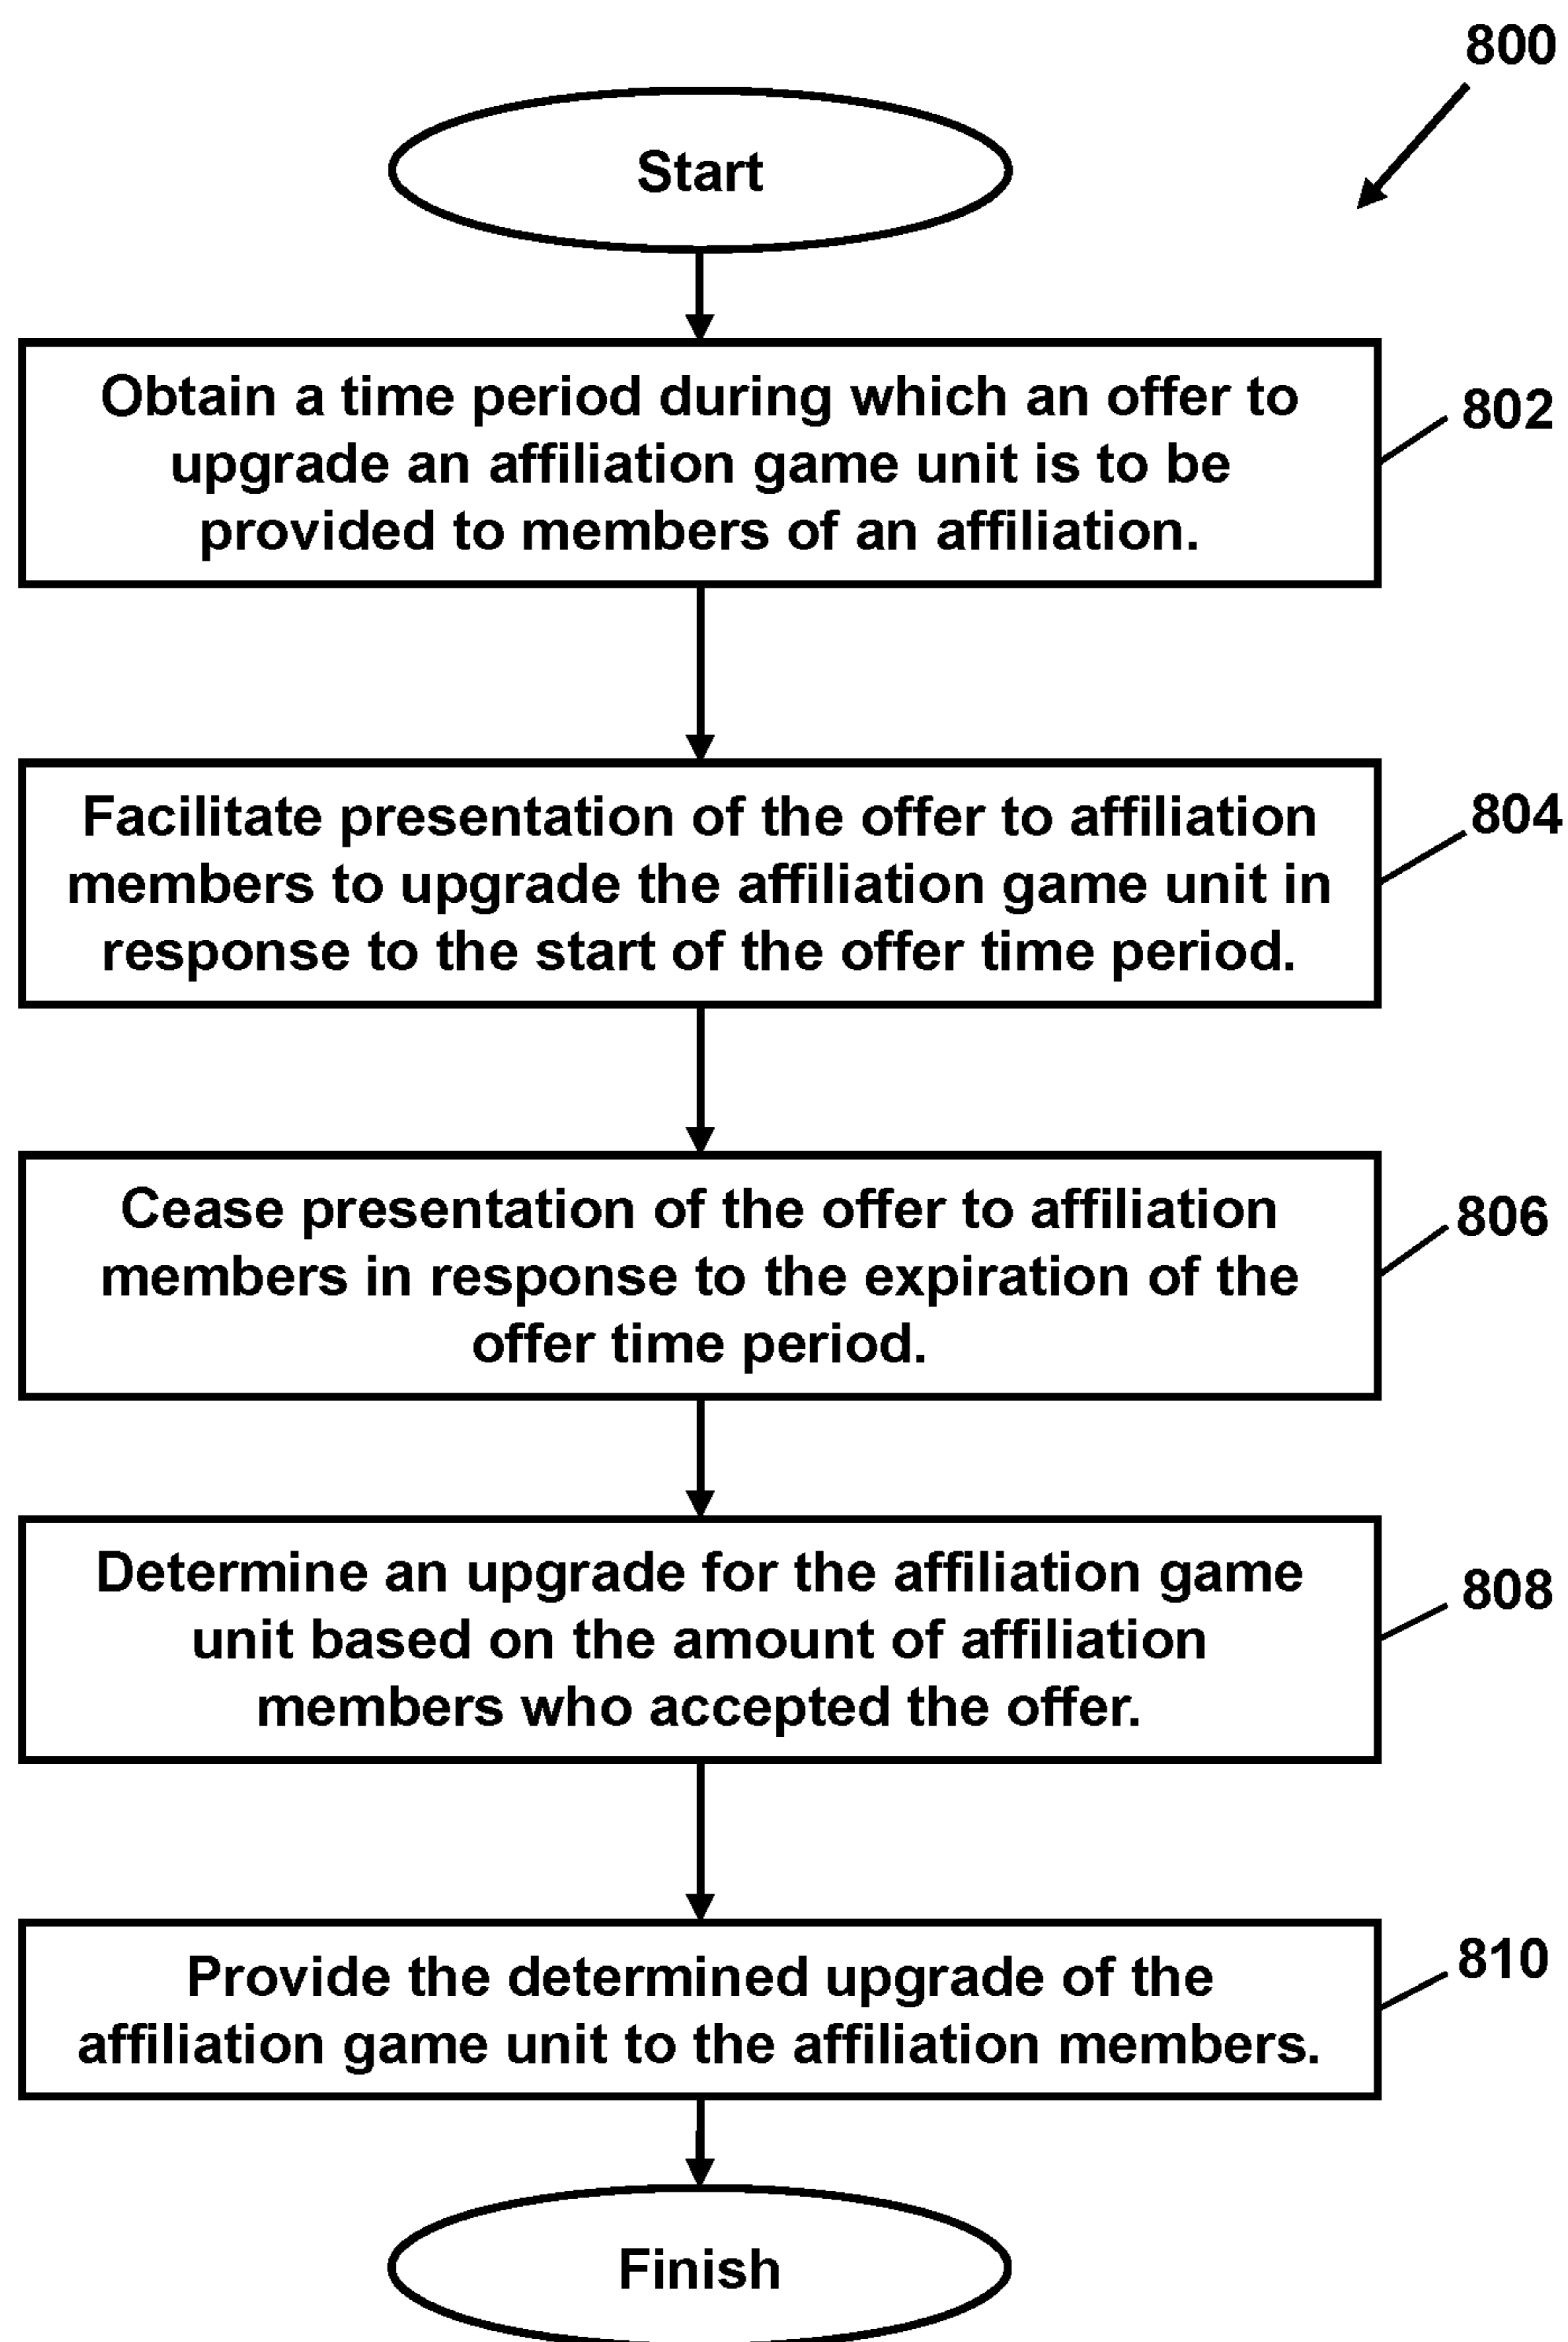 800
Start
Obtain a time period during which an offer to
upgrade an affiliation game unit is to be
provided to members of an affiliation.
802
Facilitate presentation of the offer to affiliation
members to upgrade the affiliation game unit in
response to the start of the offer time period.
804
Cease presentation of the offer to affiliation
members in response to the expiration of the
offer time period.
806
Determine an upgrade for the affiliation game
unit based on the amount of affiliation
members who accepted the offer.
808
Provide the determined upgrade of the
affiliation game unit to the affiliation members.
810
Finish